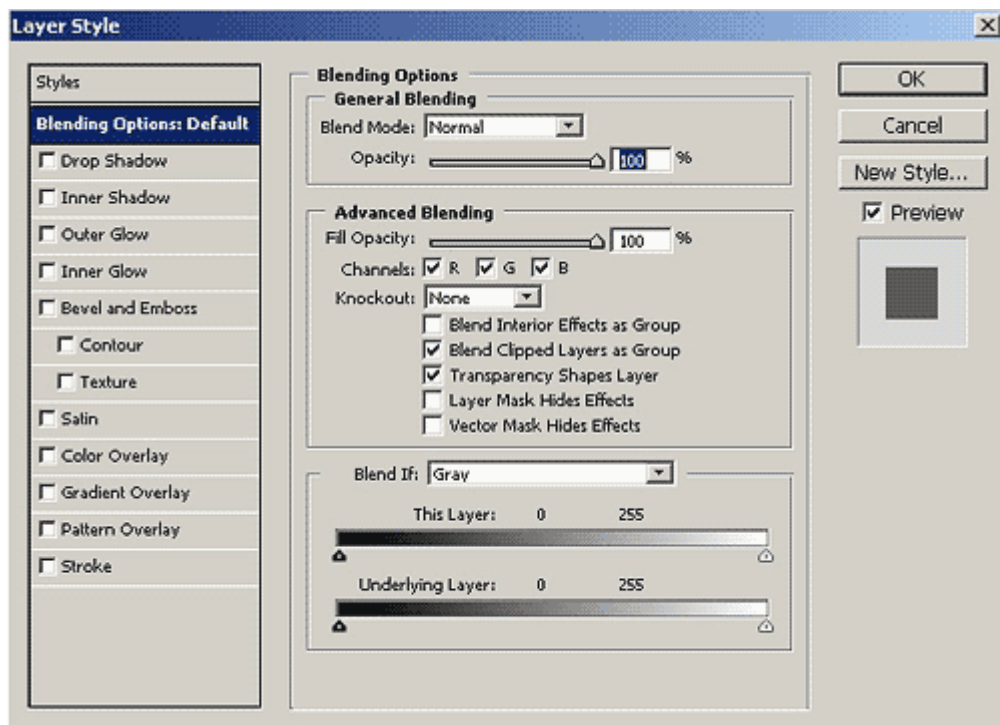 Layer Style
Styles
Blending Options: Default
Drop Shadow
Inner Shadow
Outer Glow
Inner Glow
Bevel and Emboss
Contour
Texture
Satin
Color Overlay
Gradient Overlay
Pattern Overlay
Stroke
Blending Options
General Blending
Blend Mode: Normal
Opacity: 100 %
Advanced Blending
Fill Opacity: 100 %
Channels: R G B
Knockout: None
Blend Interior Effects as Group
Blend Clipped Layers as Group
Transparency Shapes Layer
Layer Mask Hides Effects
Vector Mask Hides Effects
Blend If: Gray
This Layer: 0 255
Underlying Layer: 0 255
OK
Cancel
New Style...
Preview